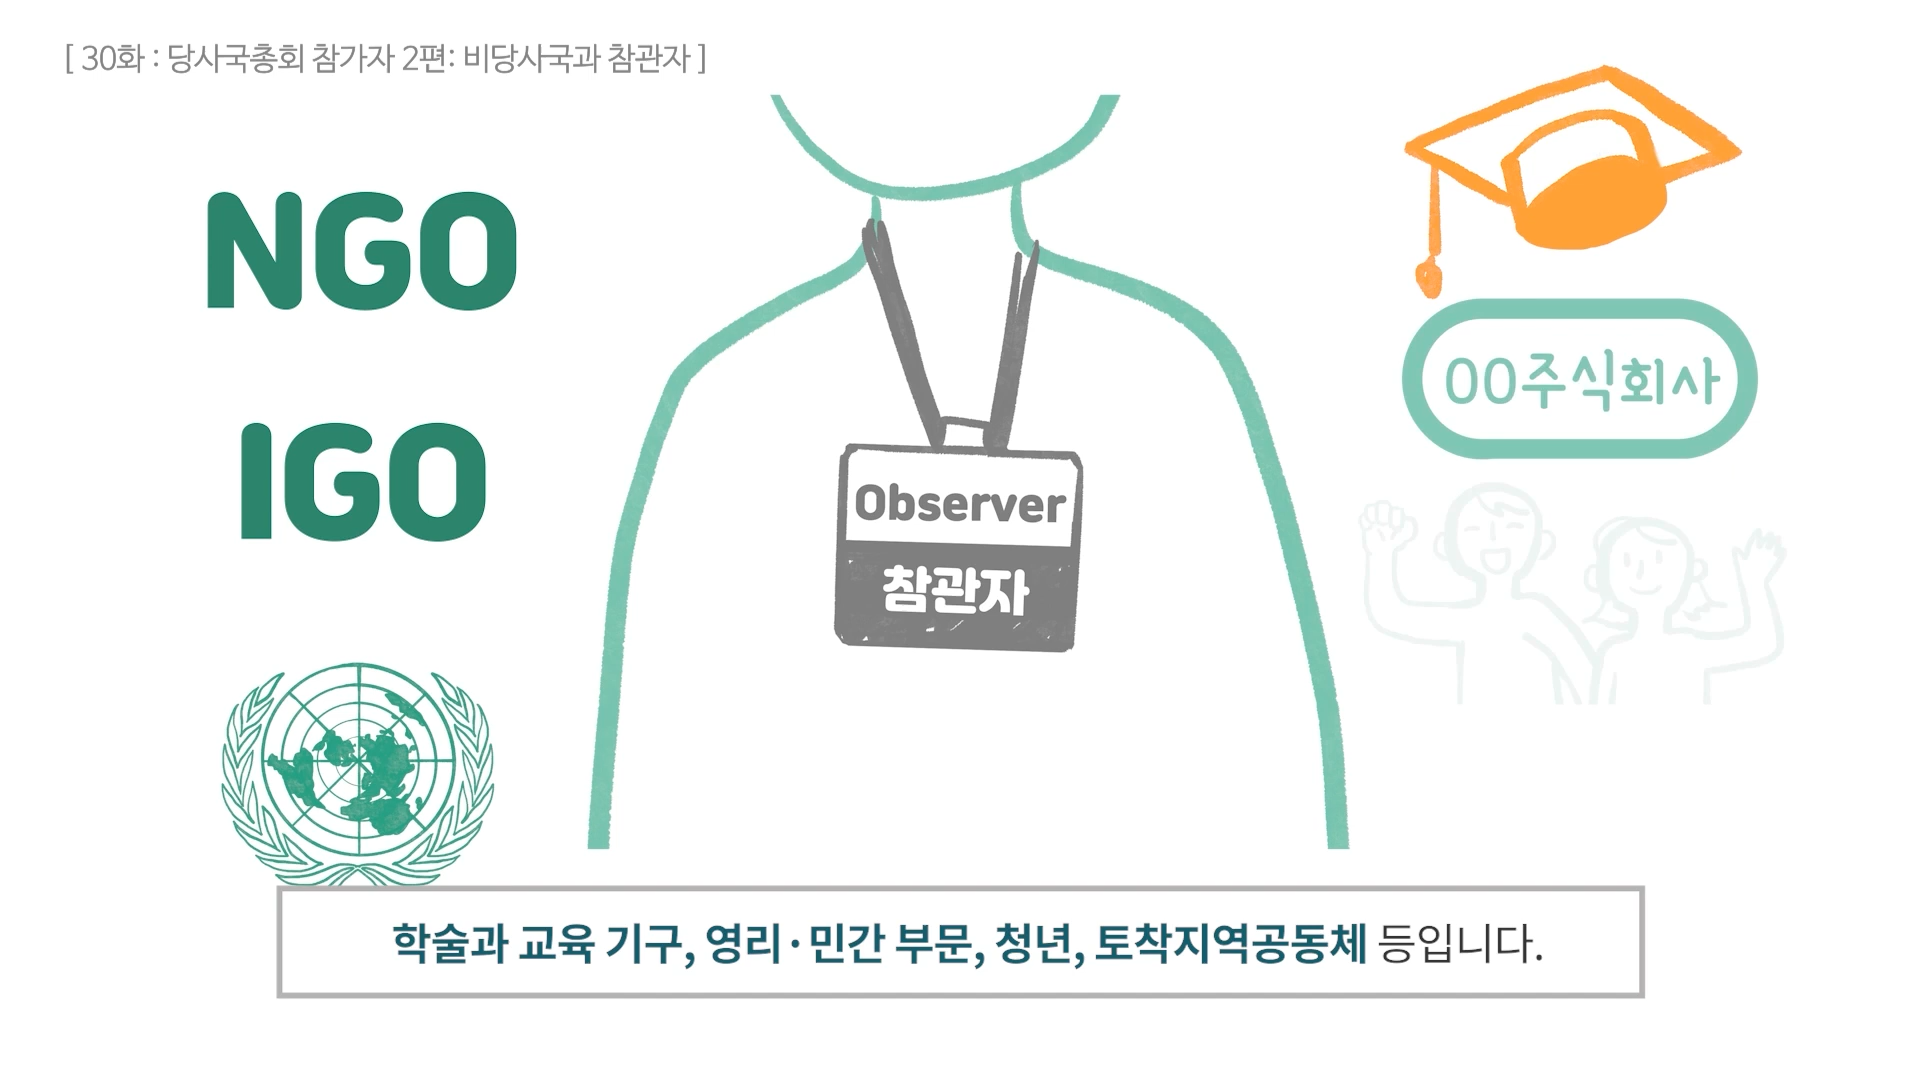 [ 30화 : 당사국총회 참가자 2편: 비당사국과 참관자 ]
NGO
IGO
Observer
참관자
OO주식회사
학술과 교육 기구, 영리·민간 부문, 청년, 토착지역공동체 등입니다.